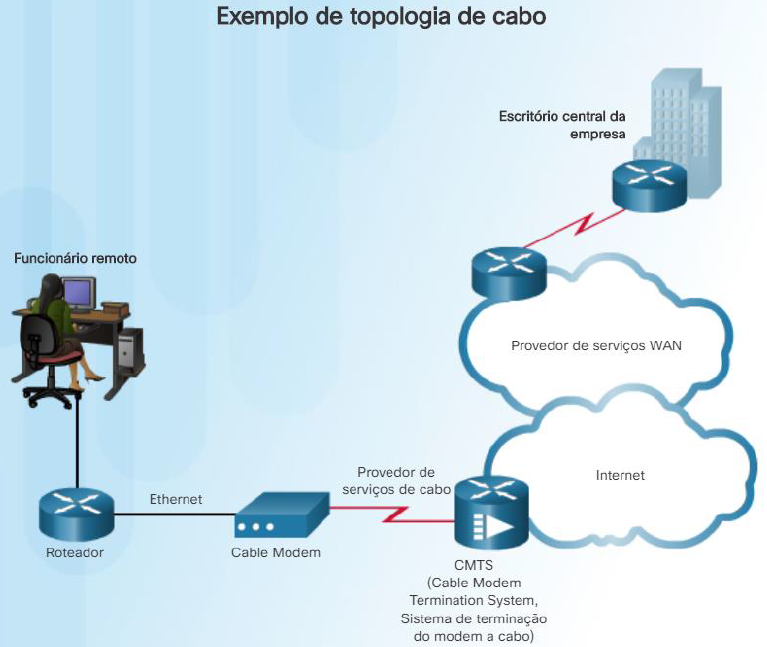 Exemplo de topologia de cabo
Escritório central da
empresa
Funcionário remoto
Provedor de serviços WAN
Internet
Provedor de
serviços de cabo
Ethernet
Roteador
Cable Modem
CMTS
(Cable Modem
Termination System,
Sistema de terminação
do modem a cabo)